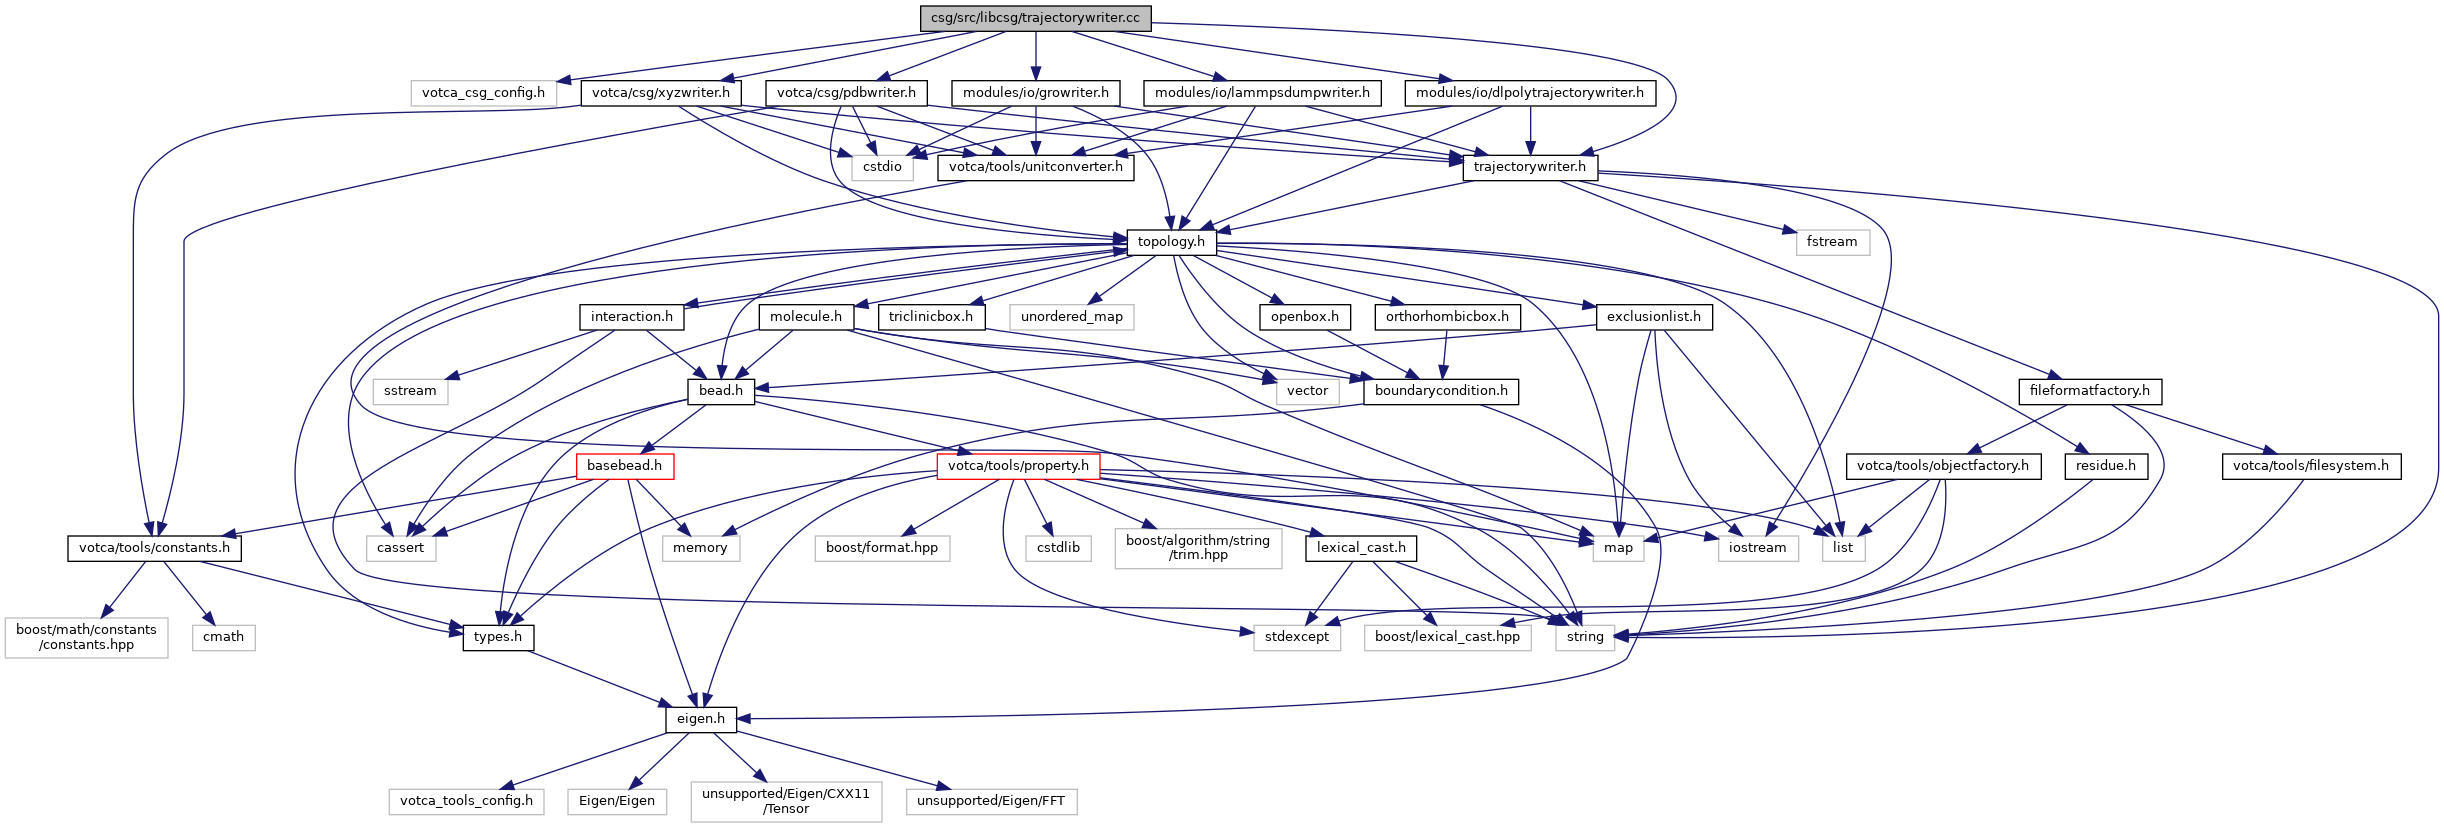 csg/src/libcsg/trajectorywriter.cc
votca_csg_config.h
votca/csg/xyzwriter.h
votca/csg/pdbwriter.h
modules/io/growriter.h
modules/io/lammpsdumpwriter.h
modules/io/dlpolytrajectorywriter.h
cstdio
votca/tools/unitconverter.h
trajectorywriter.h
topology.h
fstream
interaction.h
molecule.h
triclinicbox.h
unordered_map
openbox.h
orthorhombicbox.h
exclusionlist.h
sstream
bead.h
vector
boundarycondition.h
fileformatfactory.h
basebead.h
votca/tools/property.h
votca/tools/objectfactory.h
residue.h
votca/tools/filesystem.h
votca/tools/constants.h
cassert
memory
boost/format.hpp
cstdlib
boost/algorithm/string
/trim.hpp
lexical_cast.h
map
iostream
list
boost/math/constants
/constants.hpp
cmath
types.h
stdexcept
boost/lexical_cast.hpp
string
eigen.h
votca_tools_config.h
Eigen/Eigen
unsupported/Eigen/CXX11
/Tensor
unsupported/Eigen/FFT